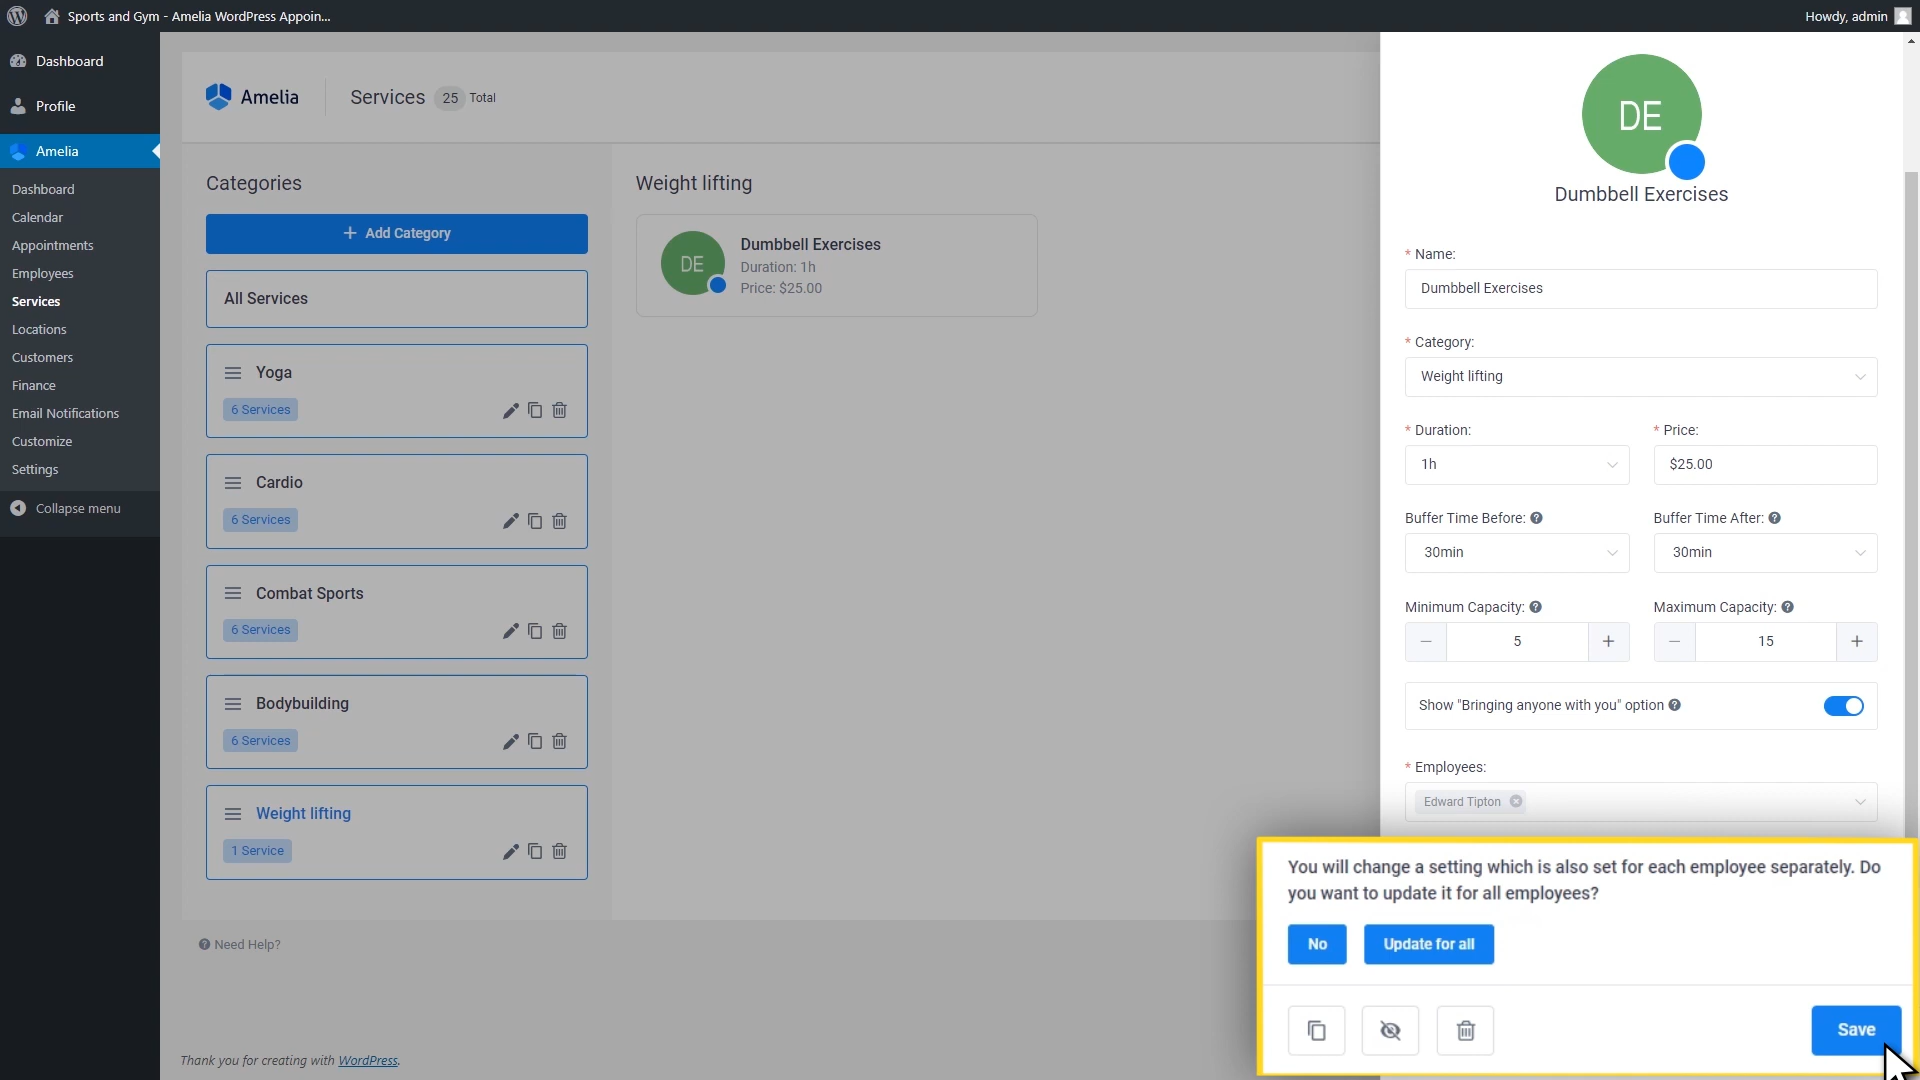 Sports and Gym - Amelia WordPress Appoin...
Howdy, admin
Dashboard
Profile
Amelia
Dashboard
Calendar
Appointments
Employees
Services
Locations
Customers
Finance
Email Notifications
Customize
Settings
Collapse menu
Amelia
Services 25 Total
Categories
+ Add Category
All Services
Yoga
6 Services
Cardio
6 Services
Combat Sports
6 Services
Bodybuilding
6 Services
Weight lifting
1 Service
Need Help?
Thank you for creating with WordPress.
Weight lifting
DE
Dumbbell Exercises
Duration: 1h
Price: $25.00
DE
Dumbbell Exercises
* Name:
Dumbbell Exercises
* Category:
Weight lifting
* Duration:
1h
* Price:
$25.00
Buffer Time Before:
30min
Buffer Time After:
30min
Minimum Capacity:
5
Maximum Capacity:
15
Show "Bringing anyone with you" option
* Employees:
Edward Tipton
You will change a setting which is also set for each employee separately. Do
you want to update it for all employees?
No
Update for all
Save